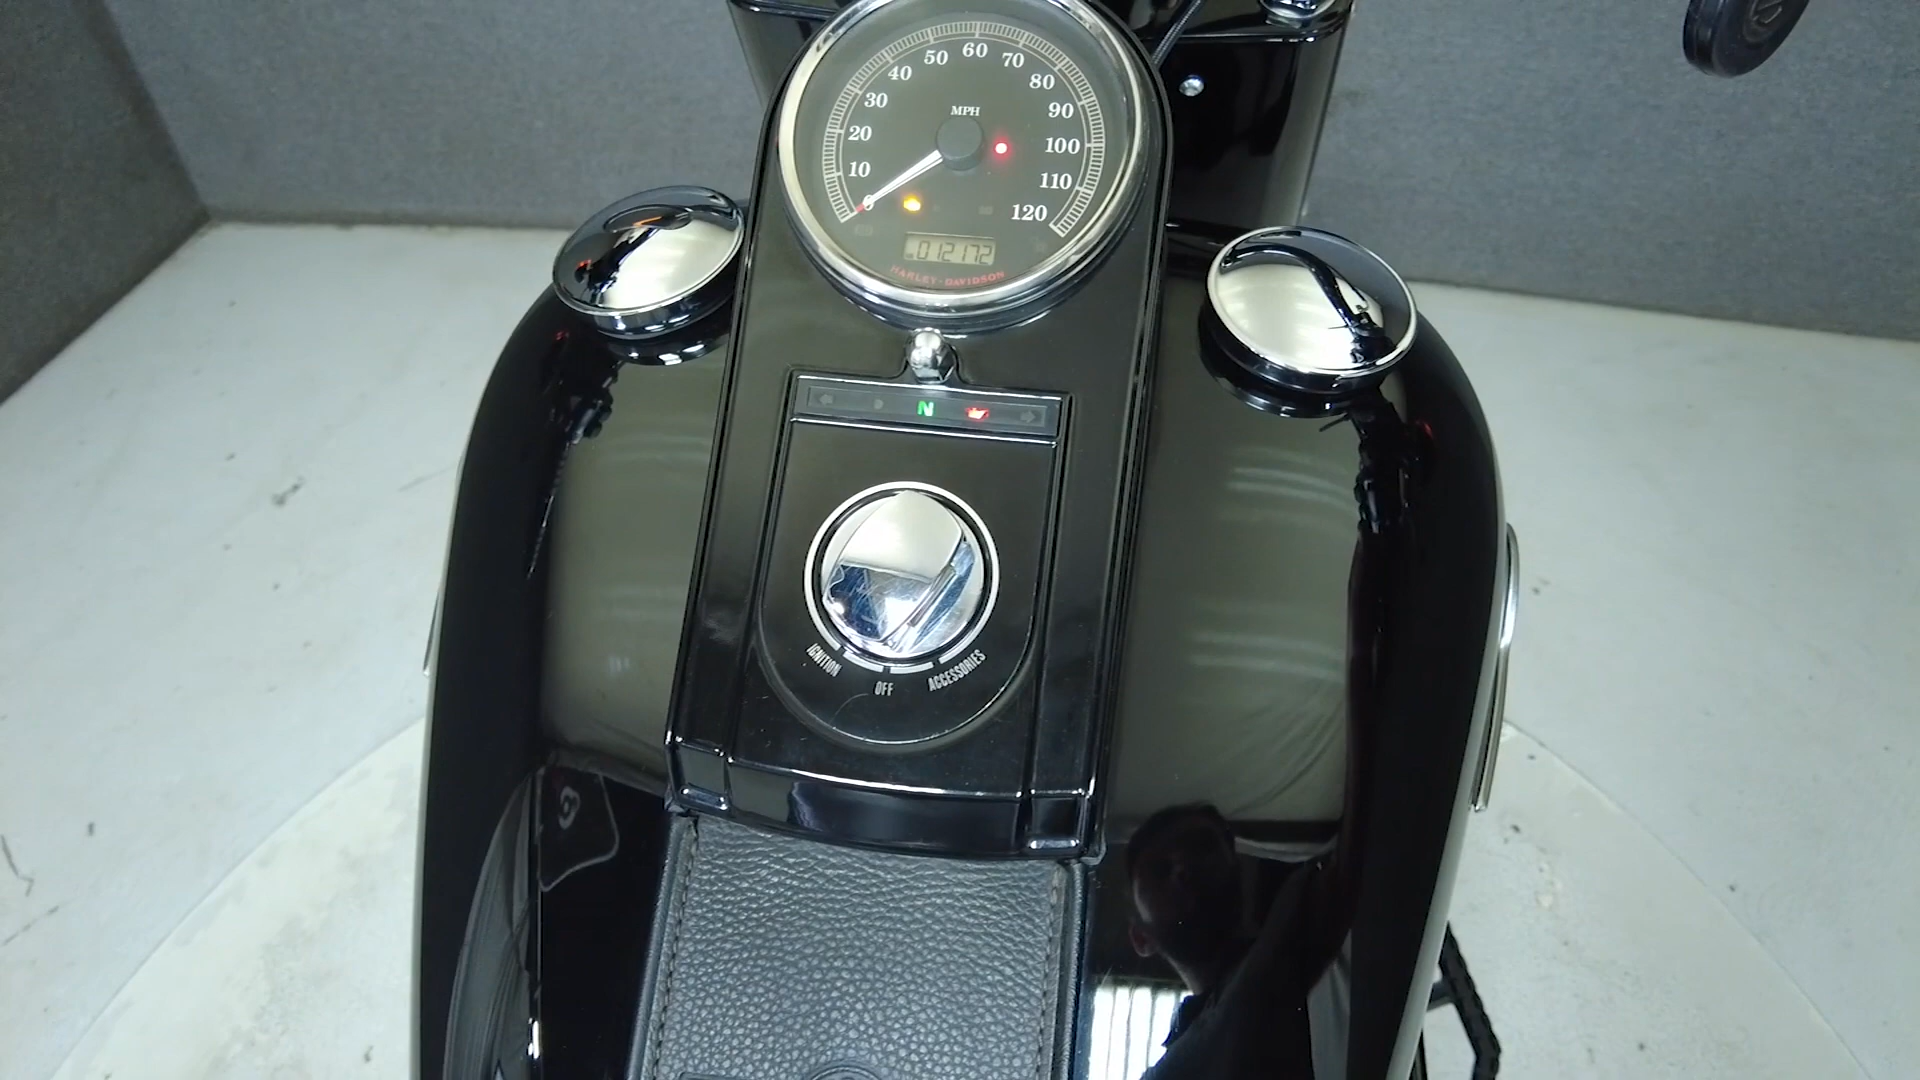 0 10 20 30 40 50 60 70 80 90 100 110 120
MPH
012172
HARLEY-DAVIDSON
N
IGNITION OFF ACCESSORIES